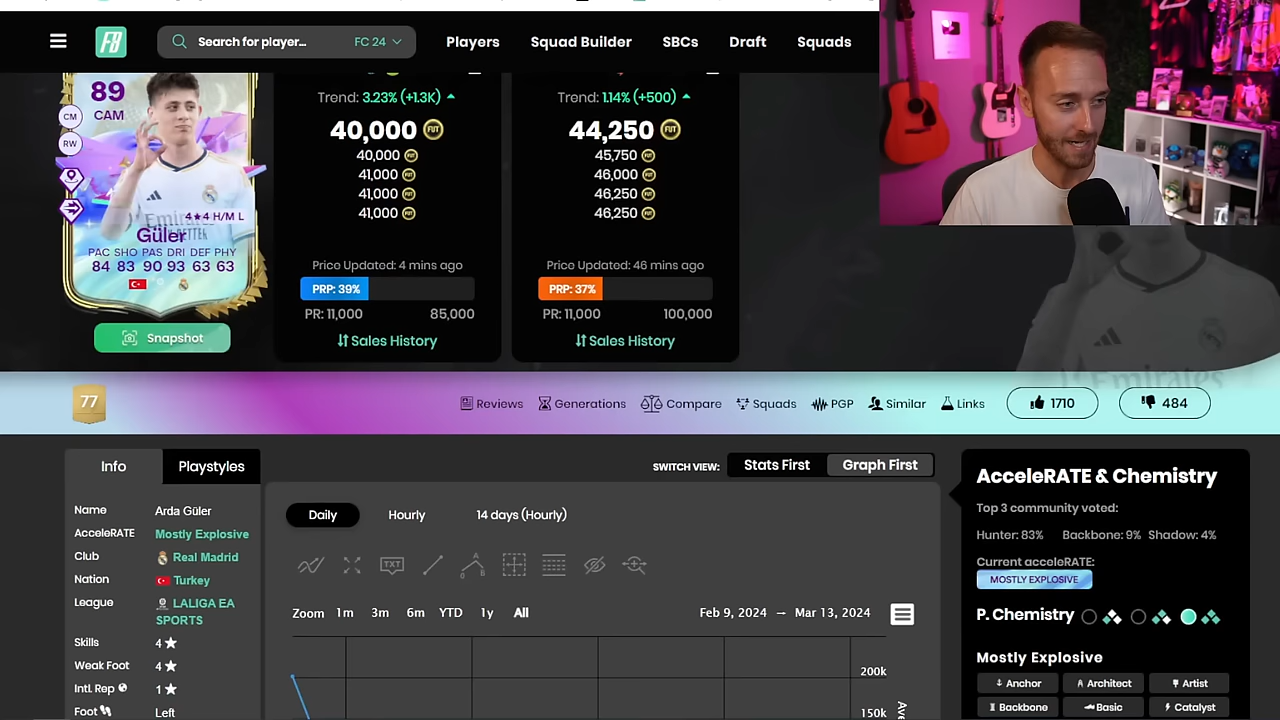 FB
Search for player...
FC 24
Players
Squad Builder
SBCs
Draft
Squads
89
CAM
CM
RW
4★4 H/M L
Güler
PAC SHO PAS DRI DEF PHY
84 83 90 93 63 63
Snapshot
Trend: 3.23% (+1.3K)
40,000
40,000
41,000
41,000
41,000
Price Updated: 4 mins ago
PRP: 39%
PR: 11,000 85,000
Sales History
Trend: 1.14% (+500)
44,250
45,750
46,000
46,250
46,250
Price Updated: 46 mins ago
PRP: 37%
PR: 11,000 100,000
Sales History
Emirates
77
Reviews
Generations
Compare
Squads
PGP
Similar
Links
1710
484
Info
Playstyles
Name Arda Güler
AcceleRATE Mostly Explosive
Club Real Madrid
Nation Turkey
League LALIGA EA
SPORTS
Skills 4★
Weak Foot 4★
Intl. Rep 1★
Foot Left
SWITCH VIEW:
Stats First
Graph First
Daily
Hourly
14 days (Hourly)
TXT
Zoom 1m 3m 6m YTD 1y All
Feb 9, 2024 → Mar 13, 2024
200k
150k
Ave
AcceleRATE & Chemistry
Top 3 community voted:
Hunter: 83% Backbone: 9% Shadow: 4%
Current acceleRATE:
MOSTLY EXPLOSIVE
P. Chemistry
Mostly Explosive
Anchor
Architect
Artist
Backbone
Basic
Catalyst